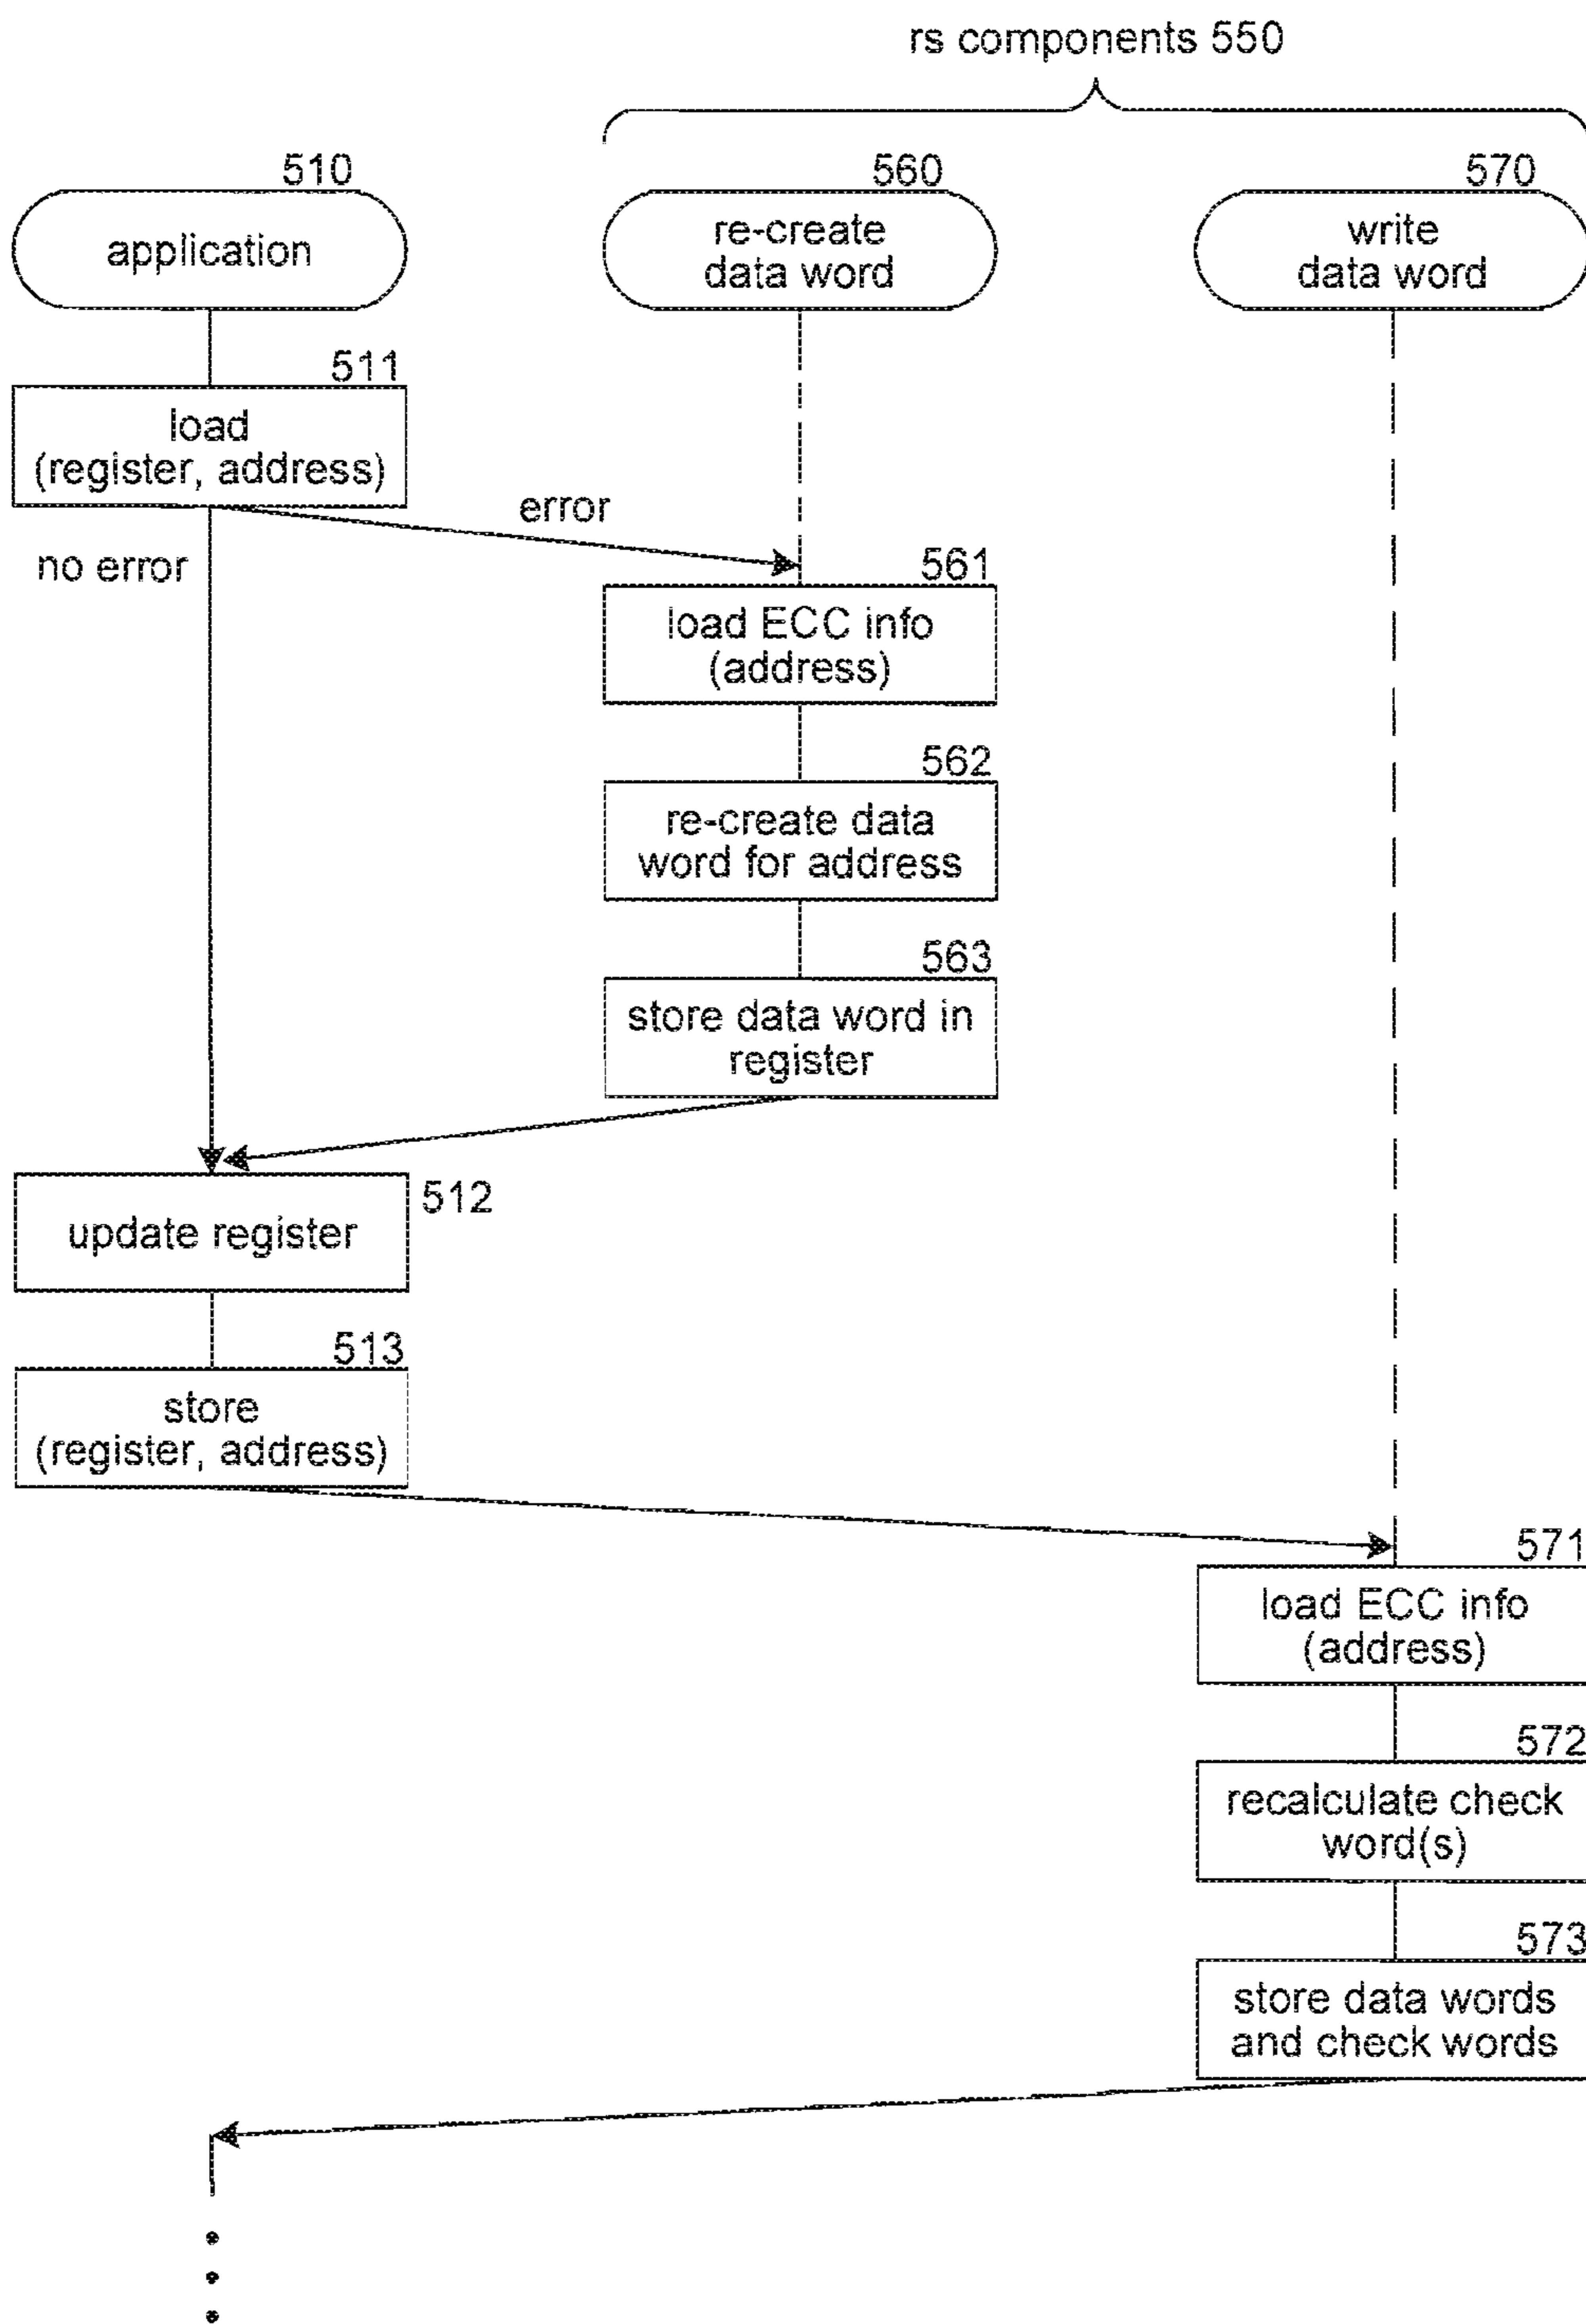 rs components 550
510
application
560
re-create
data word
570
write
data word
511
load
(register, address)
error
no error
561
load ECC info
(address)
562
re-create data
word for address
563
store data word in
register
512
update register
513
store
(register, address)
571
load ECC info
(address)
572
recalculate check
word(s)
573
store data words
and check words